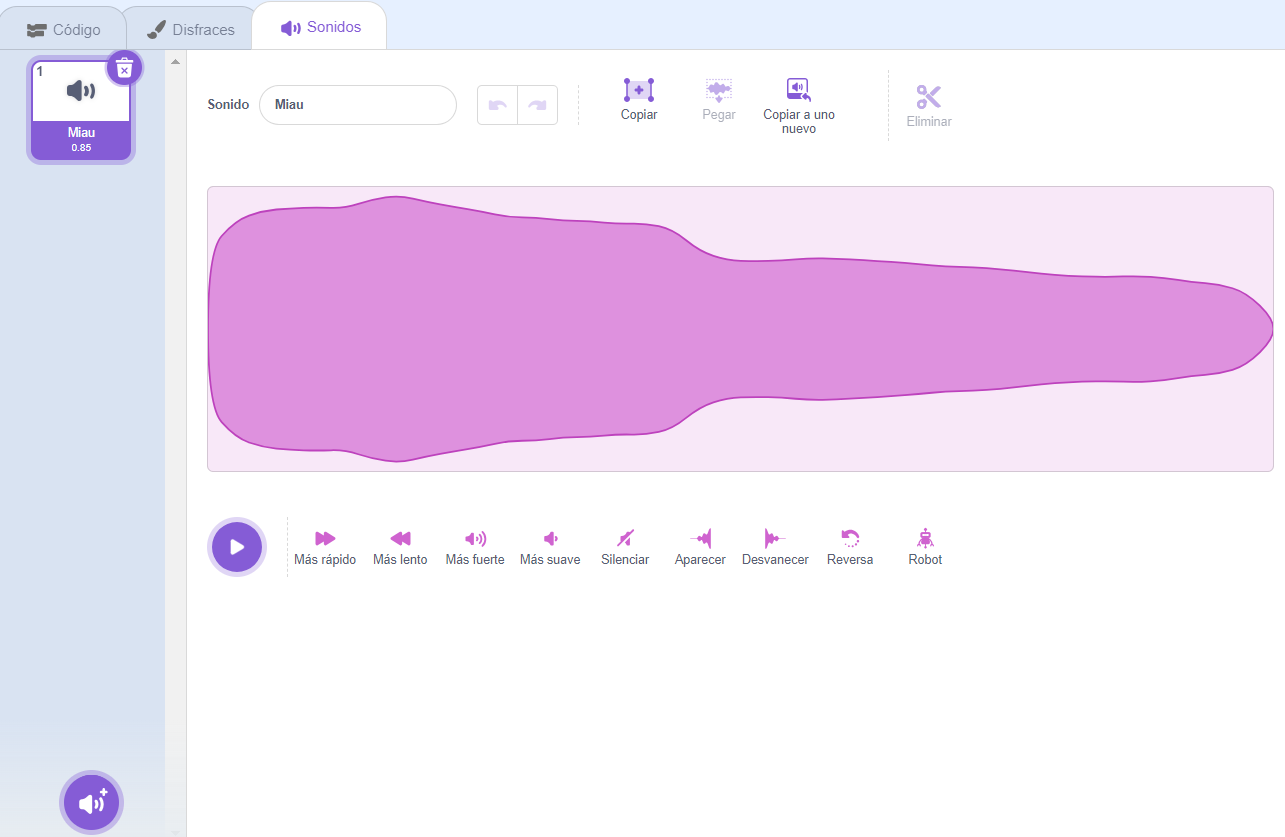 Código
Disfraces
Sonidos
1
Miau
0.85
Sonido
Miau
Copiar
Pegar
Copiar a uno
nuevo
Eliminar
Más rápido
Más lento
Más fuerte
Más suave
Silenciar
Aparecer
Desvanecer
Reversa
Robot